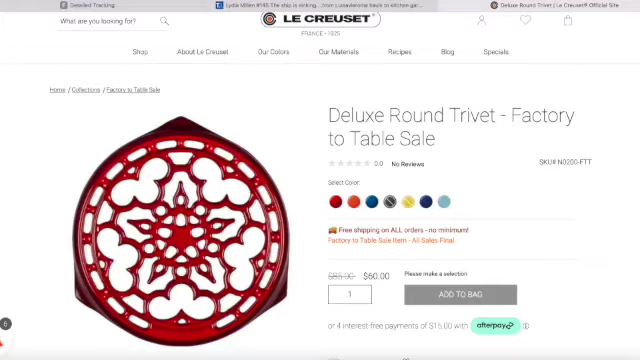 Detailed Tracking
Deluxe Round Trivet | Le Creuset® Official Site
What are you looking for?
LE CREUSET
FRANCE • 1925
Shop
About Le Creuset
Our Colors
Our Materials
Recipes
Blog
Specials
Home / Collections / Factory to Table Sale
Deluxe Round Trivet - Factory
to Table Sale
0.0 No Reviews
SKU# N0200-FTT
Select Color:
Free shipping on ALL orders - no minimum!
Factory to Table Sale Item - All Sales Final
$85.00 $60.00
Please make a selection
1
ADD TO BAG
or 4 interest-free payments of $15.00 with afterpay
6